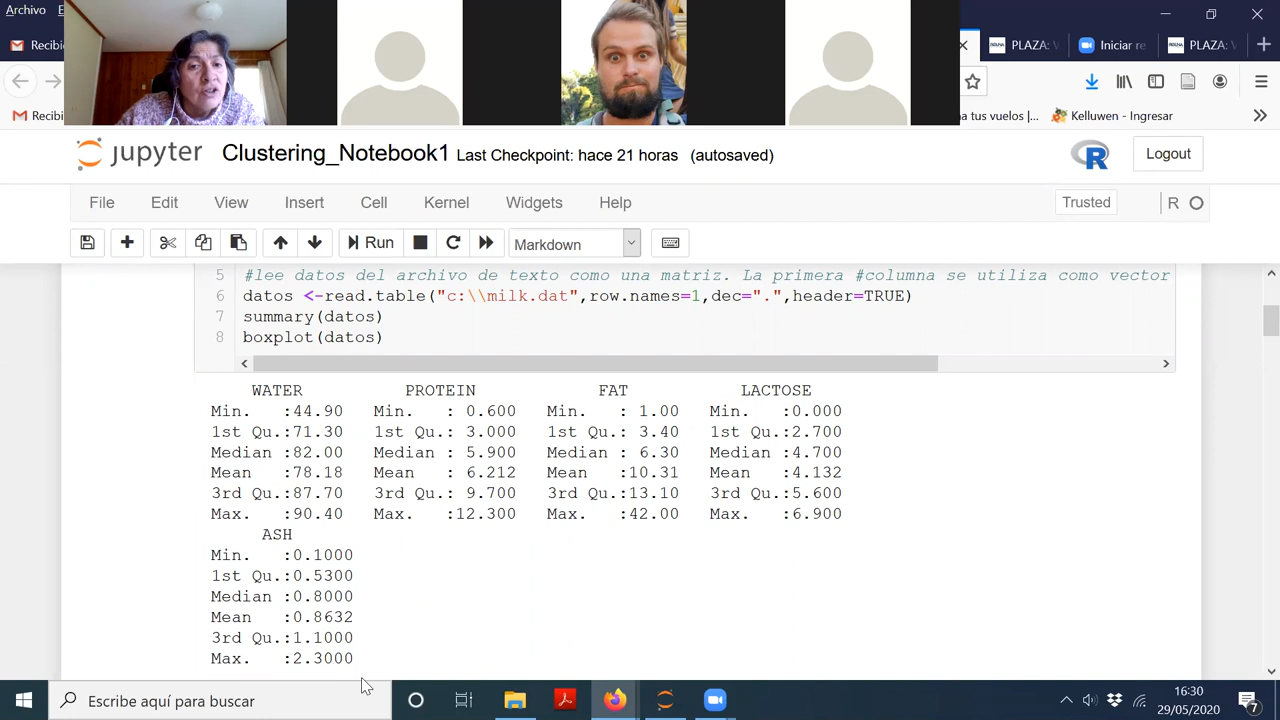 Archivo
Recibi
PLAZA: V
Iniciar re
PLAZA: V
Recibi
na tus vuelos |...
Kelluwen - Ingresar
jupyter
Clustering_Notebook1 Last Checkpoint: hace 21 horas (autosaved)
R
Logout
File Edit View Insert Cell Kernel Widgets Help
Trusted
R
Run
Markdown
5 #lee datos del archivo de texto como una matriz. La primera #columna se utiliza como vector
6 datos <-read.table("c:\\milk.dat",row.names=1,dec=".",header=TRUE)
7 summary(datos)
8 boxplot(datos)
WATER PROTEIN FAT LACTOSE
Min. :44.90 Min. : 0.600 Min. : 1.00 Min. :0.000
1st Qu.:71.30 1st Qu.: 3.000 1st Qu.: 3.40 1st Qu.:2.700
Median :82.00 Median : 5.900 Median : 6.30 Median :4.700
Mean :78.18 Mean : 6.212 Mean :10.31 Mean :4.132
3rd Qu.:87.70 3rd Qu.: 9.700 3rd Qu.:13.10 3rd Qu.:5.600
Max. :90.40 Max. :12.300 Max. :42.00 Max. :6.900
ASH
Min. :0.1000
1st Qu.:0.5300
Median :0.8000
Mean :0.8632
3rd Qu.:1.1000
Max. :2.3000
Escribe aquí para buscar
16:30
29/05/2020
7